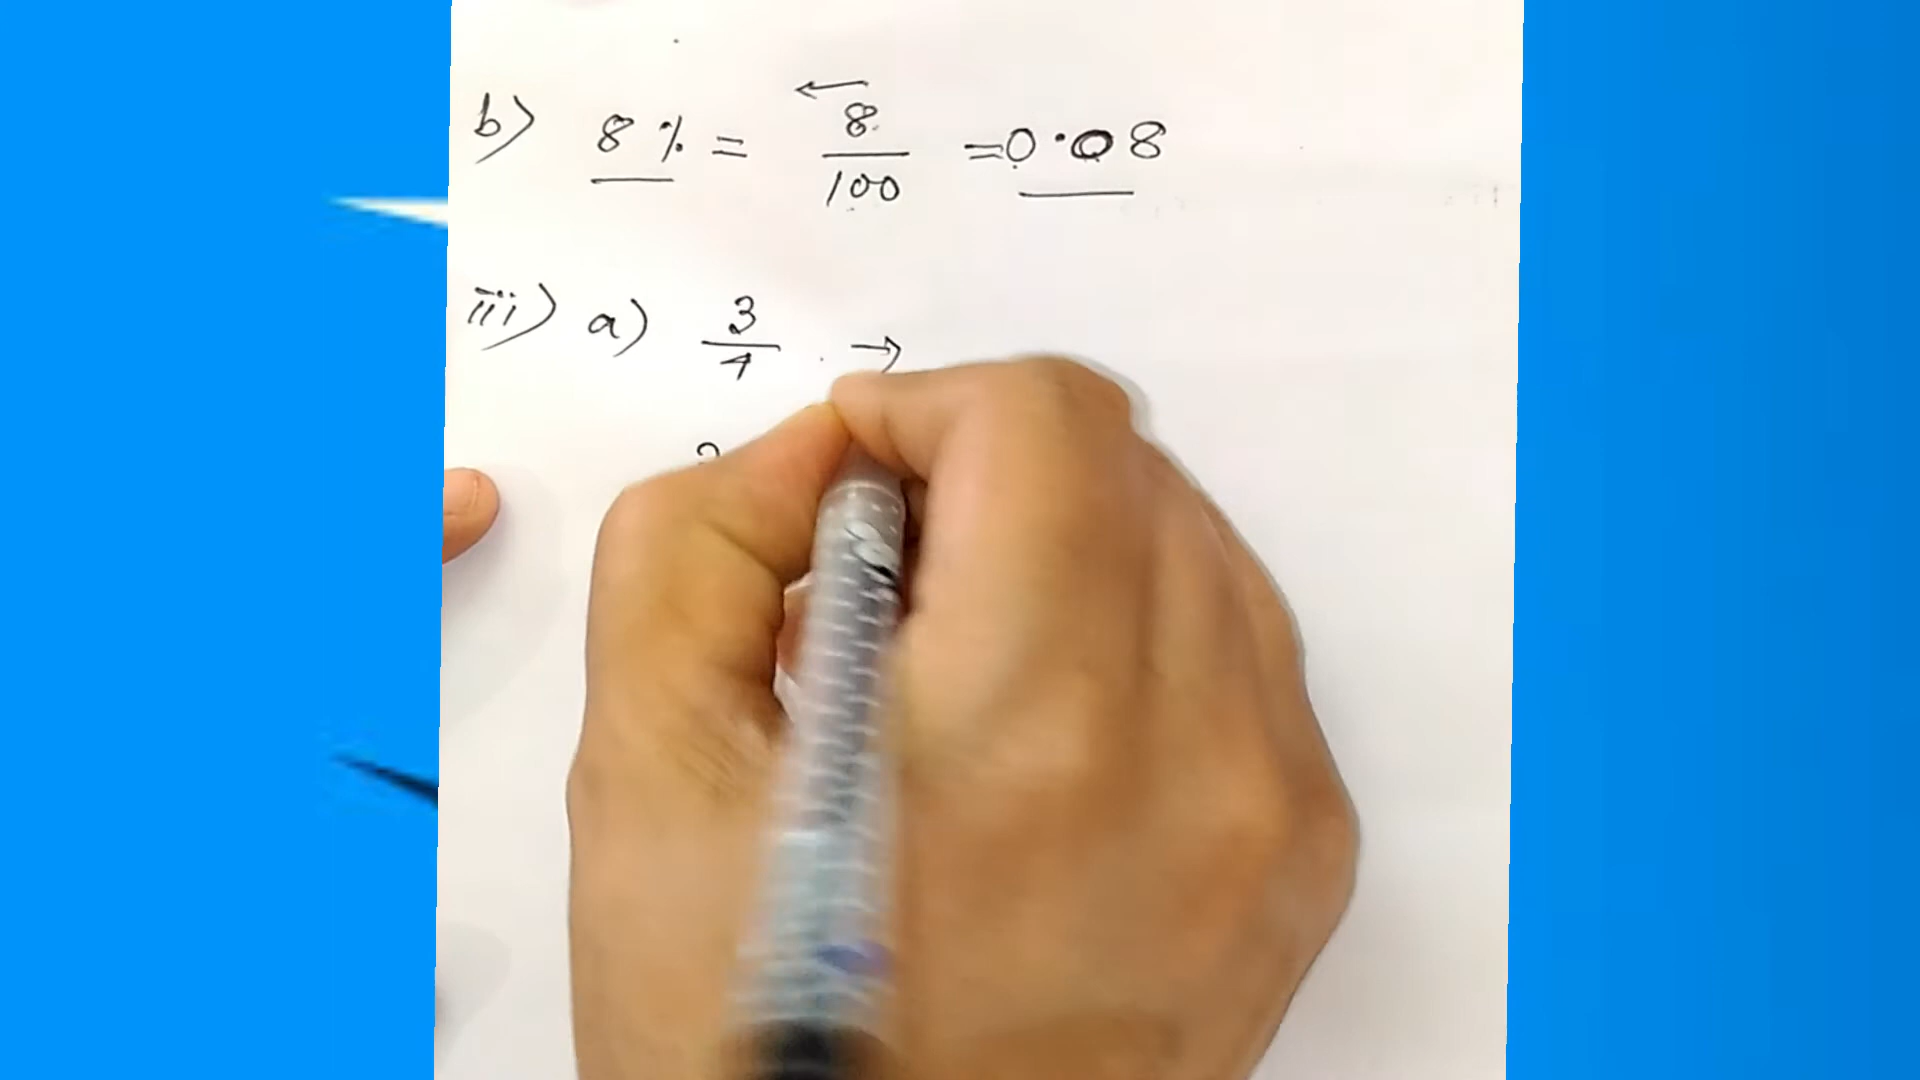 b) 8 % = 8/100 = 0.08
iii) a) 3/4 →